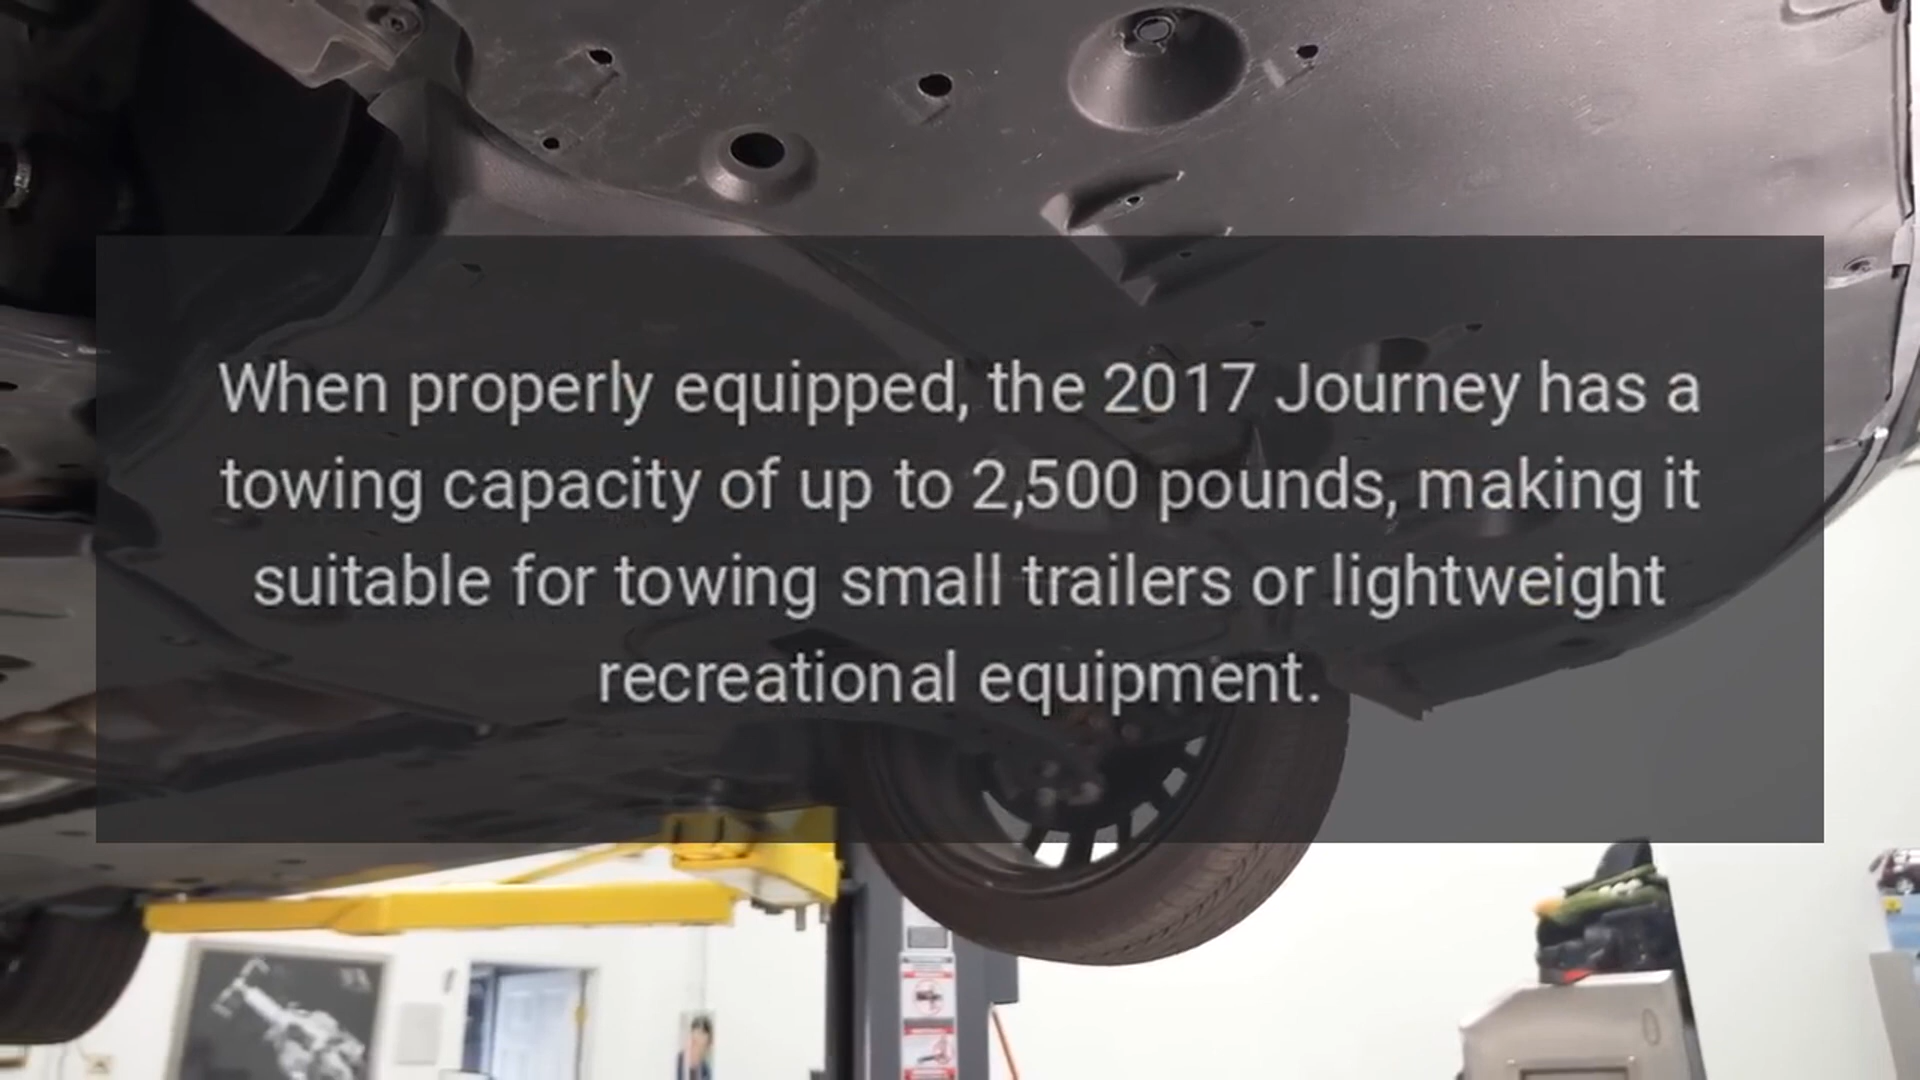 When properly equipped, the 2017 Journey has a
towing capacity of up to 2,500 pounds, making it
suitable for towing small trailers or lightweight
recreational equipment.